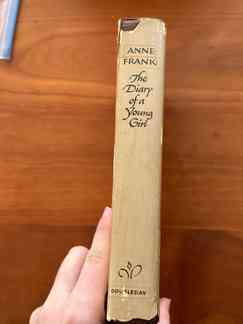 ANNE
FRANK
The
Diary
of a
Young
Girl
DOUBLEDAY